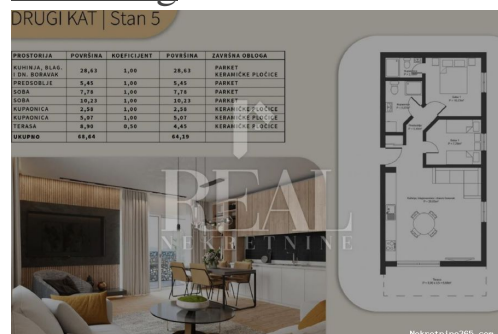 DRUGI KAT | Stan 5
PROSTORIJA POVRŠINA KOEFICIJENT POVRŠINA ZAVRŠNA OBLOGA
KUHINJA, BLAG. I DN. BORAVAK 28,63 1,00 28,63 PARKET KERAMIČKE PLOČICE
PREDSOBLJE 5,45 1,00 5,45 PARKET
SOBA 7,78 1,00 7,78 PARKET
SOBA 10,23 1,00 10,23 PARKET
KUPAONICA 2,58 1,00 2,58 KERAMIČKE PLOČICE
KUPAONICA 5,07 1,00 5,07 KERAMIČKE PLOČICE
TERASA 8,90 0,50 4,45 KERAMIČKE PLOČICE
UKUPNO 64,19
REAL
NEKRETNINE
Nekretnine365.com